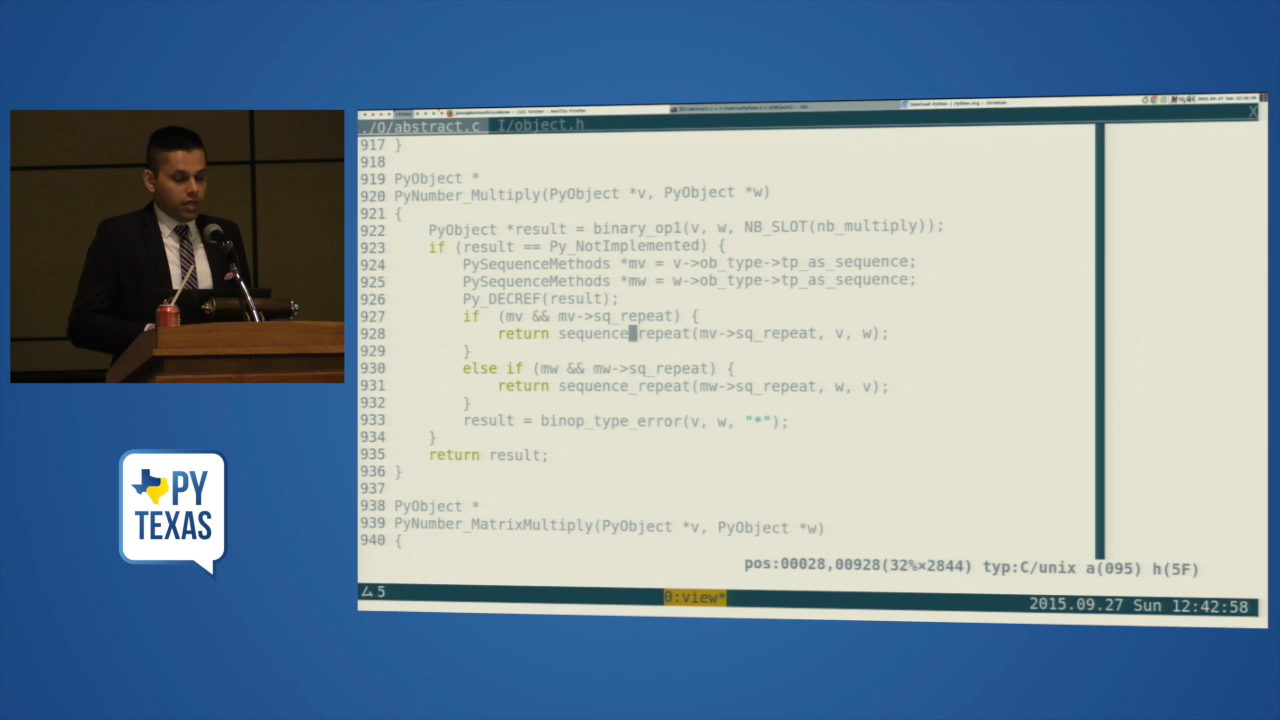 ./O/abstract.c I/object.h X
917 }
918
919 PyObject *
920 PyNumber_Multiply(PyObject *v, PyObject *w)
921 {
922     PyObject *result = binary_op1(v, w, NB_SLOT(nb_multiply));
923     if (result == Py_NotImplemented) {
924         PySequenceMethods *mv = v->ob_type->tp_as_sequence;
925         PySequenceMethods *mw = w->ob_type->tp_as_sequence;
926         Py_DECREF(result);
927         if  (mv && mv->sq_repeat) {
928             return sequence_repeat(mv->sq_repeat, v, w);
929         }
930         else if (mw && mw->sq_repeat) {
931             return sequence_repeat(mw->sq_repeat, w, v);
932         }
933         result = binop_type_error(v, w, "*");
934     }
935     return result;
936 }
937
938 PyObject *
939 PyNumber_MatrixMultiply(PyObject *v, PyObject *w)
940 {
pos:00028,00928(32%×2844) typ:C/unix a(095) h(5F)
5 0:view* 2015.09.27 Sun 12:42:58
PY
TEXAS